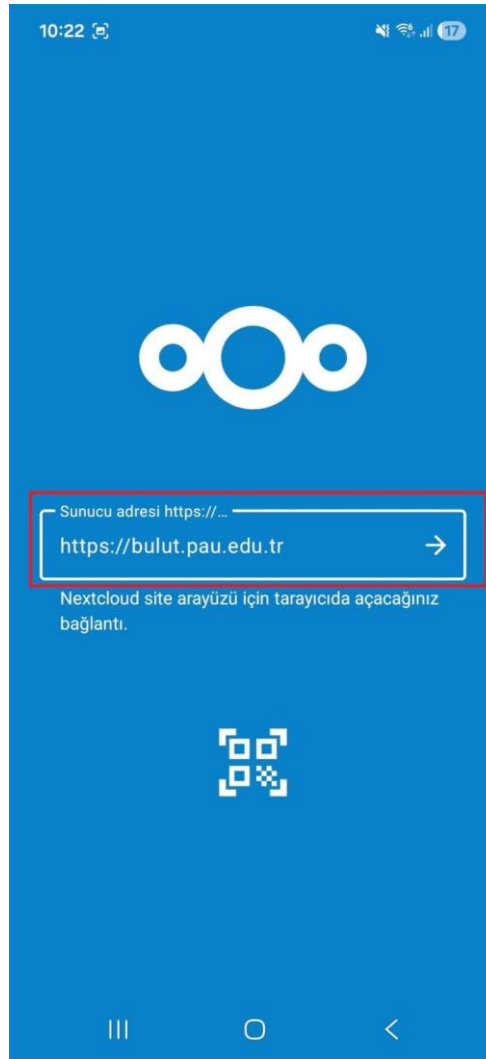 10:22
17
Sunucu adresi https://...
https://bulut.pau.edu.tr
Nextcloud site arayüzü için tarayıcıda açacağınız
bağlantı.